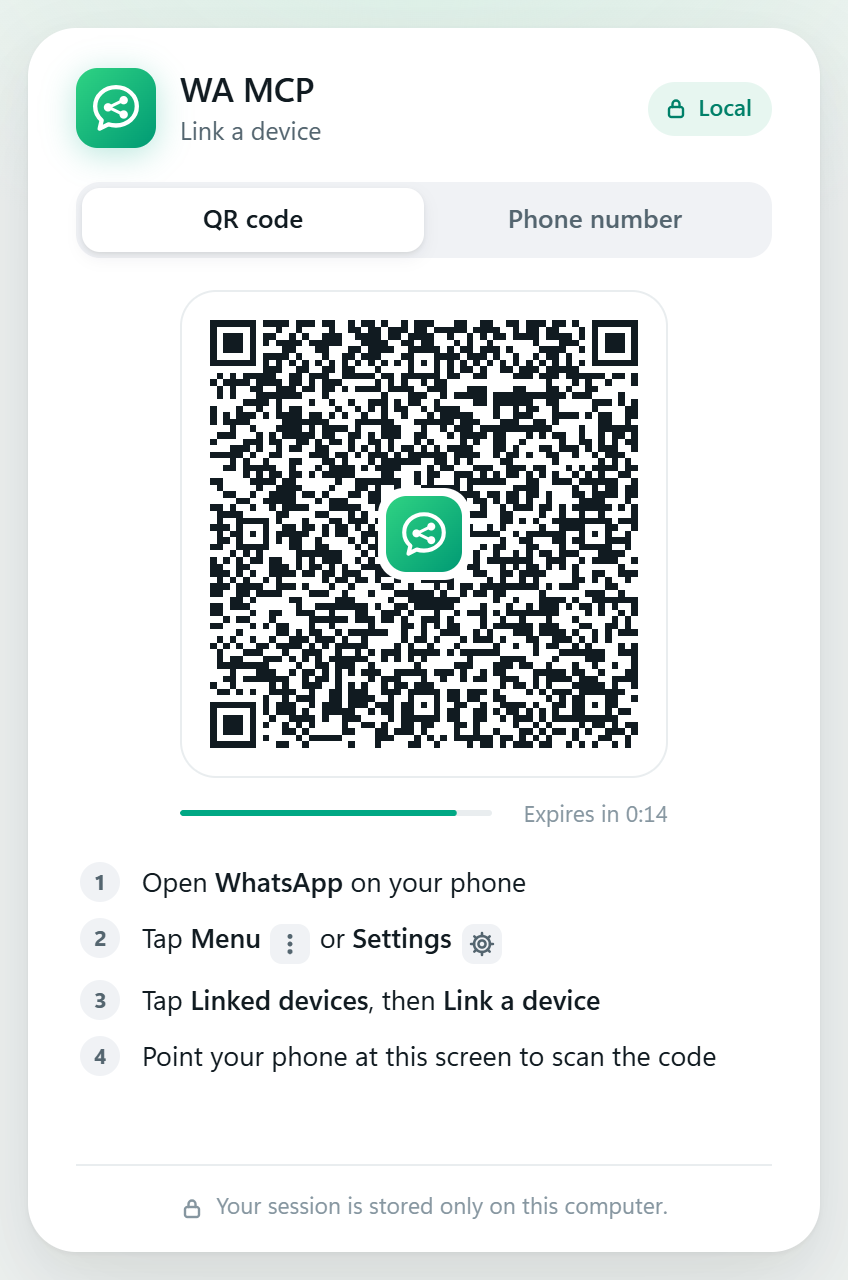 WA MCP
Link a device
Local
QR code
Phone number
Expires in 0:14
1 Open WhatsApp on your phone
2 Tap Menu or Settings
3 Tap Linked devices, then Link a device
4 Point your phone at this screen to scan the code
Your session is stored only on this computer.